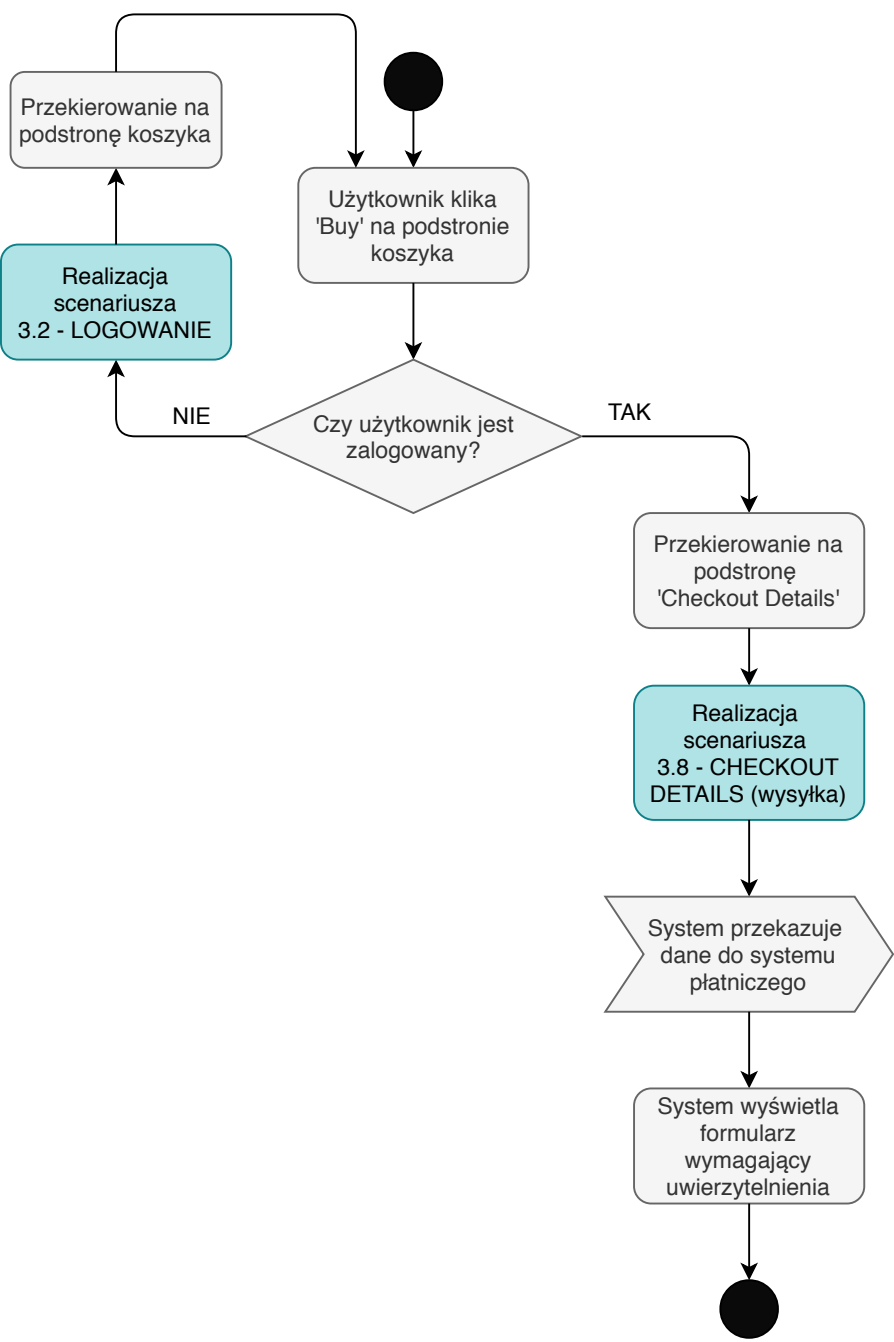 Przekierowanie na
podstronę koszyka
Użytkownik klika
'Buy' na podstronie
koszyka
Realizacja
scenariusza
3.2 - LOGOWANIE
NIE
Czy użytkownik jest
zalogowany?
TAK
Przekierowanie na
podstronę
'Checkout Details'
Realizacja
scenariusza
3.8 - CHECKOUT
DETAILS (wysyłka)
System przekazuje
dane do systemu
płatniczego
System wyświetla
formularz
wymagający
uwierzytelnienia